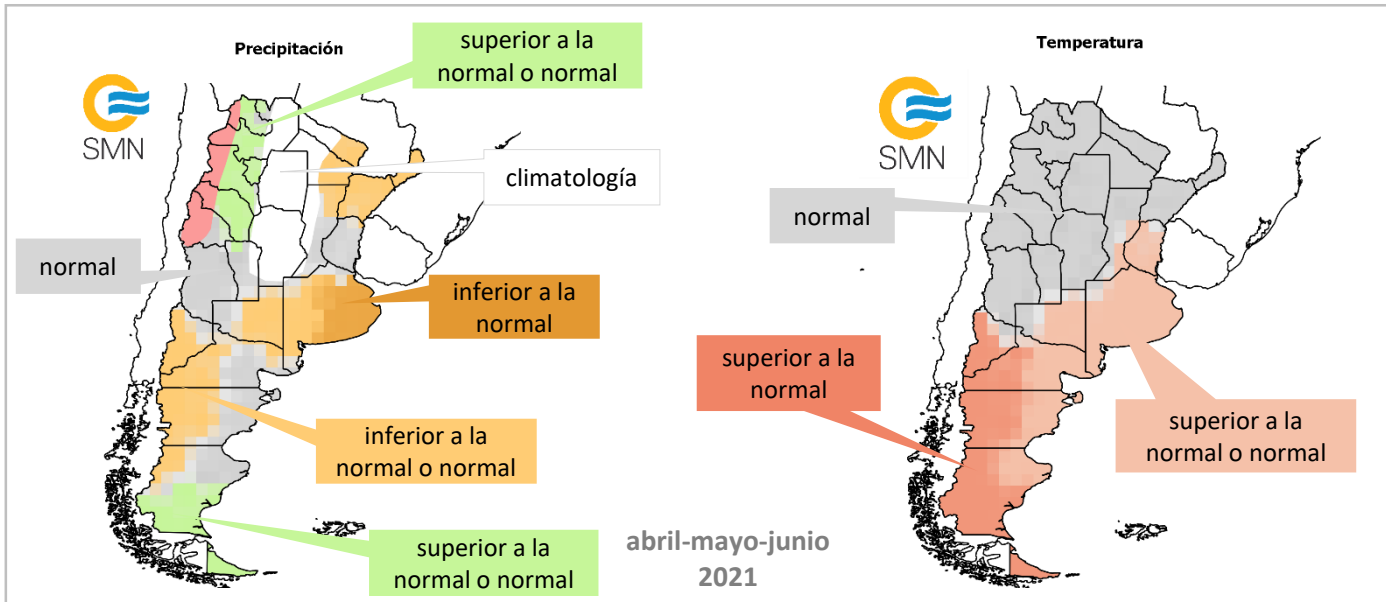 Precipitación
superior a la
normal o normal
SMN
climatología
normal
inferior a la
normal
inferior a la
normal o normal
superior a la
normal o normal
abril-mayo-junio
2021
Temperatura
SMN
normal
superior a la
normal
superior a la
normal o normal